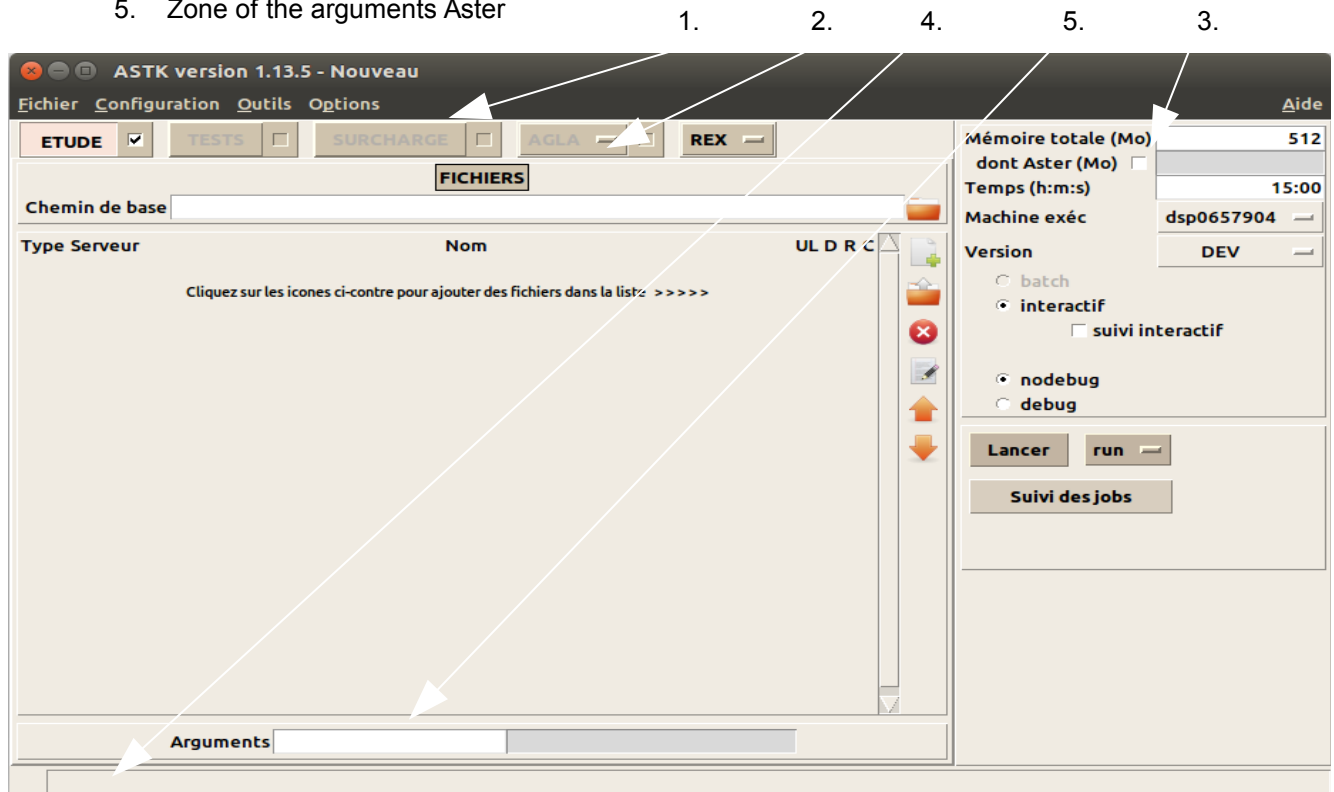 5. Zone of the arguments Aster
1. 2. 4. 5. 3.
ASTK version 1.13.5 - Nouveau
Fichier Configuration Outils Options Aide
ETUDE TESTS SURCHARGE AGLA REX
FICHIERS
Chemin de base
Type Serveur Nom UL D R C
Cliquez sur les icones ci-contre pour ajouter des fichiers dans la liste >>>>>
Arguments
Mémoire totale (Mo) 512
dont Aster (Mo)
Temps (h:m:s) 15:00
Machine exéc dsp0657904
Version DEV
batch
interactif
suivi interactif
nodebug
debug
Lancer run
Suivi des jobs